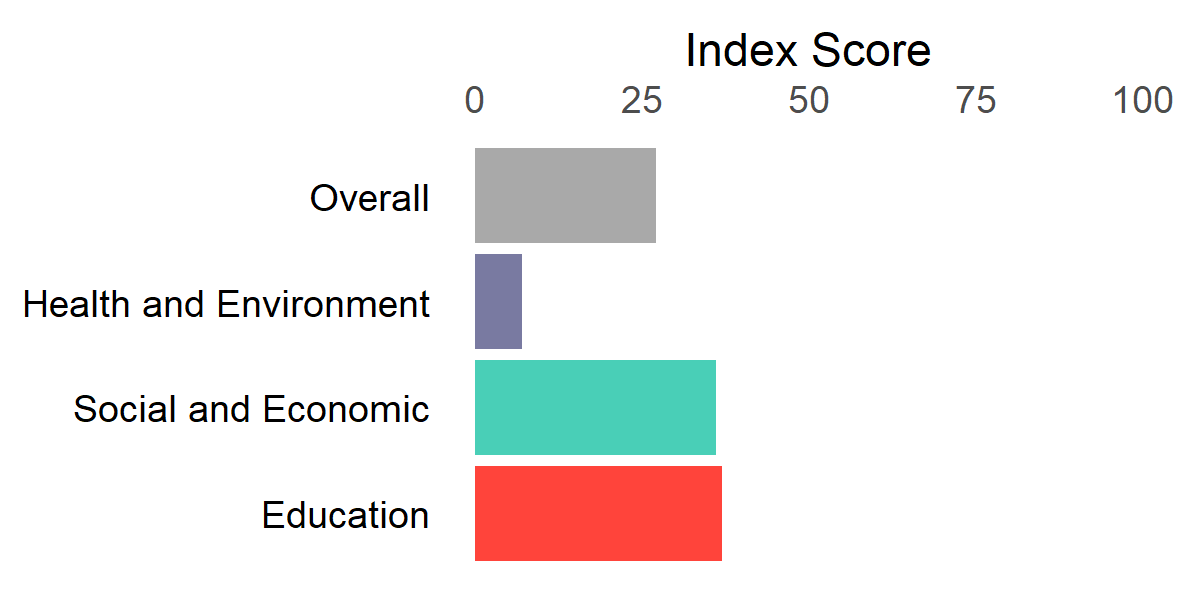 Index Score
0 25 50 75 100
Overall
Health and Environment
Social and Economic
Education